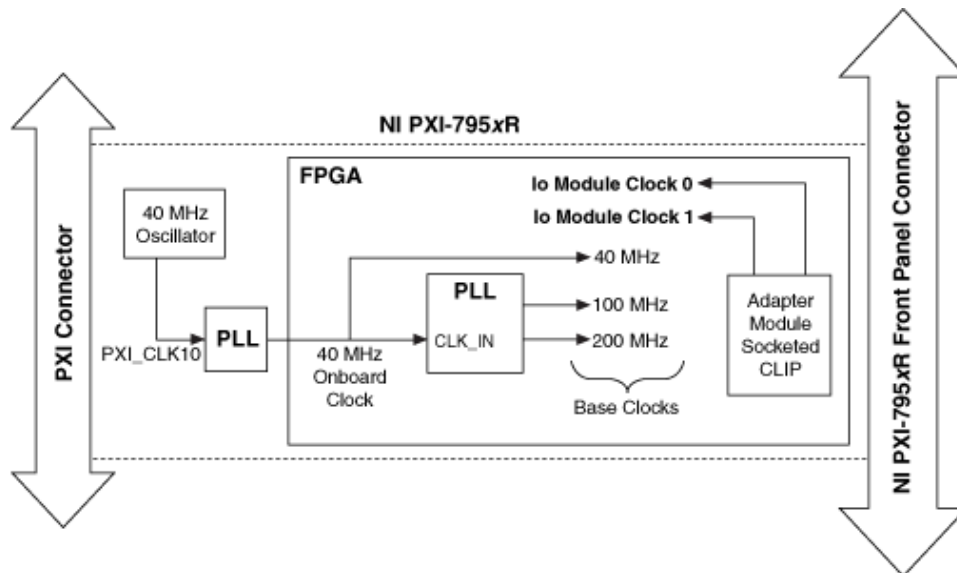 NI PXI-795xR
PXI Connector
40 MHz
Oscillator
PXI_CLK10
PLL
FPGA
40 MHz
Onboard
Clock
PLL
CLK_IN
Io Module Clock 0
Io Module Clock 1
40 MHz
100 MHz
200 MHz
Base Clocks
Adapter
Module
Socketed
CLIP
NI PXI-795xR Front Panel Connector